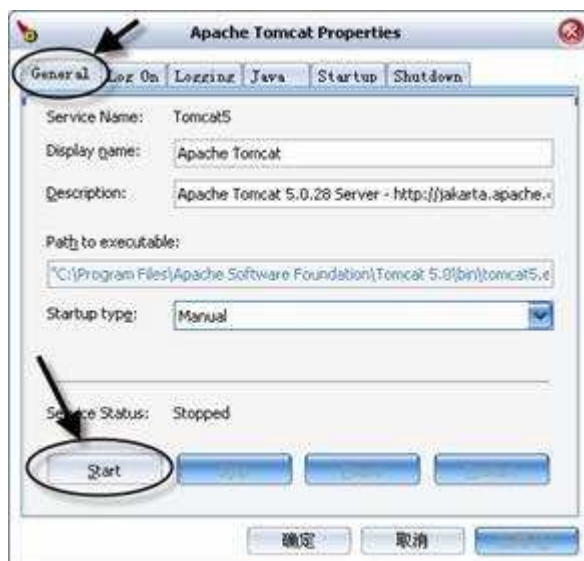 Apache Tomcat Properties
General Log On Logging Java Startup Shutdown
Service Name: Tomcat5
Display name: Apache Tomcat
Description: Apache Tomcat 5.0.28 Server - http://jakarta.apache.
Path to executable:
"C:\Program Files\Apache Software Foundation\Tomcat 5.0\bin\tomcat5.e
Startup type: Manual
Service Status: Stopped
Start
确定 取消